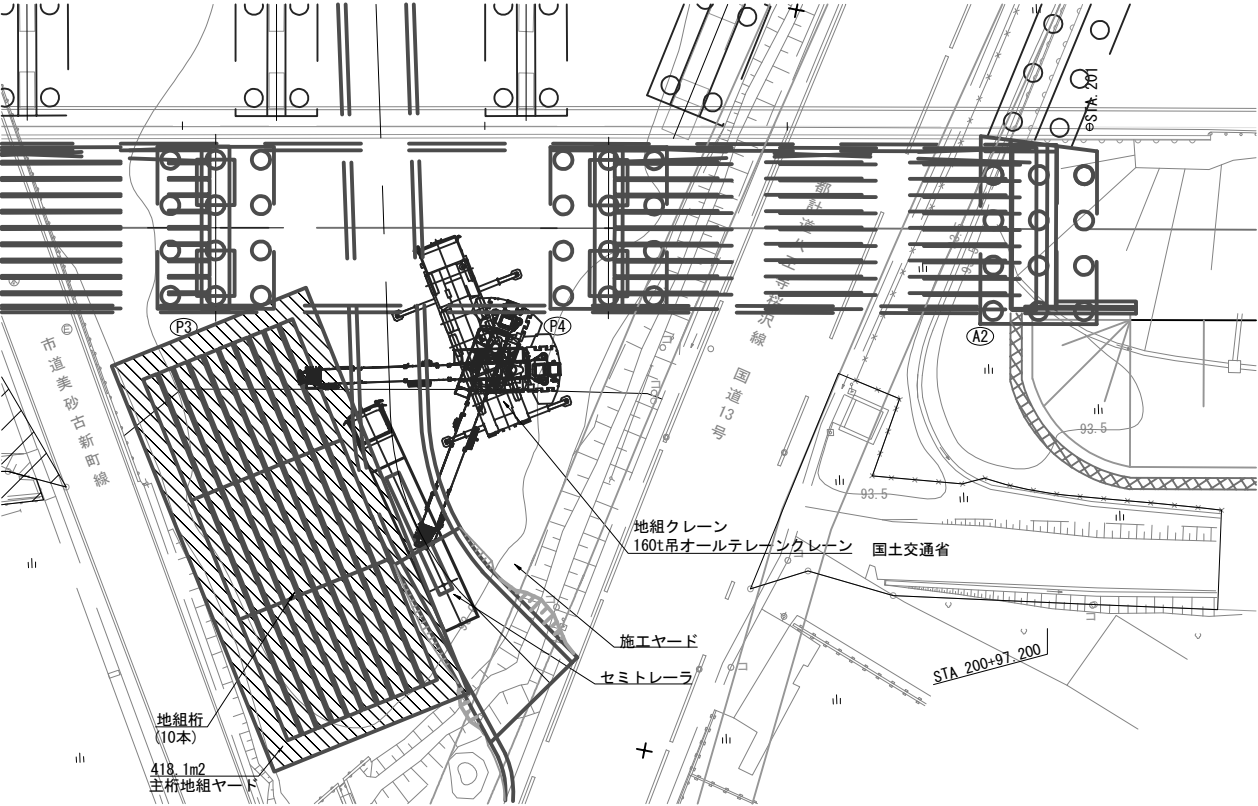 STA.201
P3
P4
A2
都計道八王寺桜沢線
市道美砂古新町線
国道13号
93.5
93.5
地組クレーン
160t吊オールテレーンクレーン
国土交通省
施工ヤード
セミトレーラ
STA 200+97.200
地組桁
(10本)
418.1m2
主桁地組ヤード